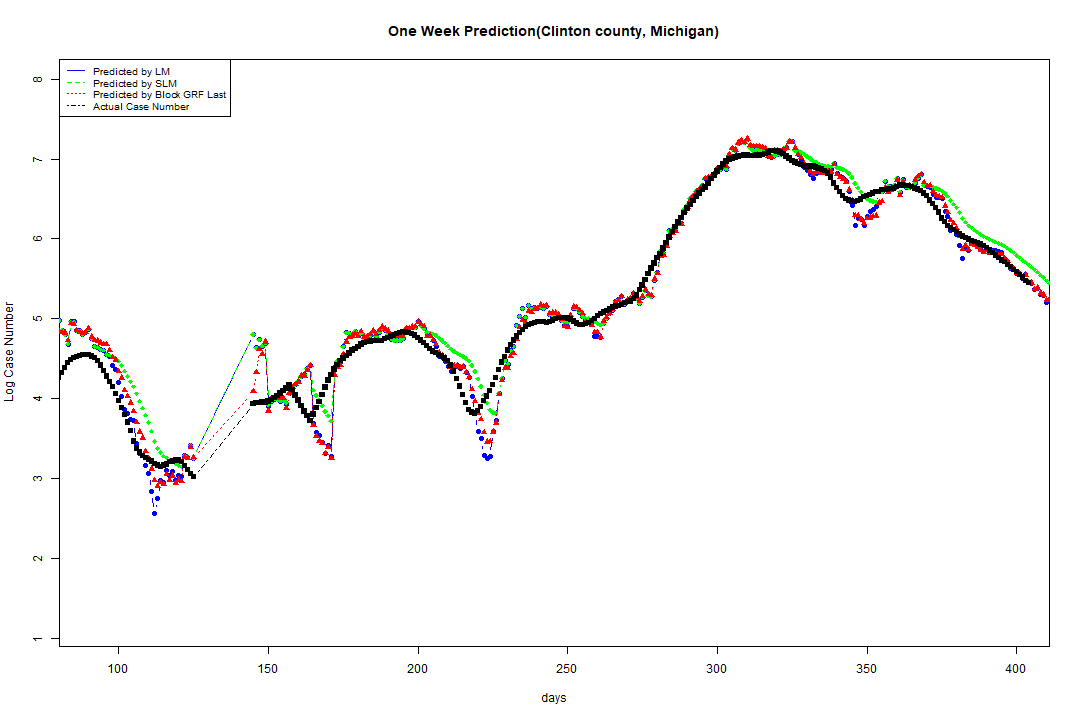 One Week Prediction(Clinton county, Michigan)
Predicted by LM
Predicted by SLM
Predicted by Block GRF Last
Actual Case Number
Log Case Number
8
7
6
5
4
3
2
1
100 150 200 250 300 350 400
days